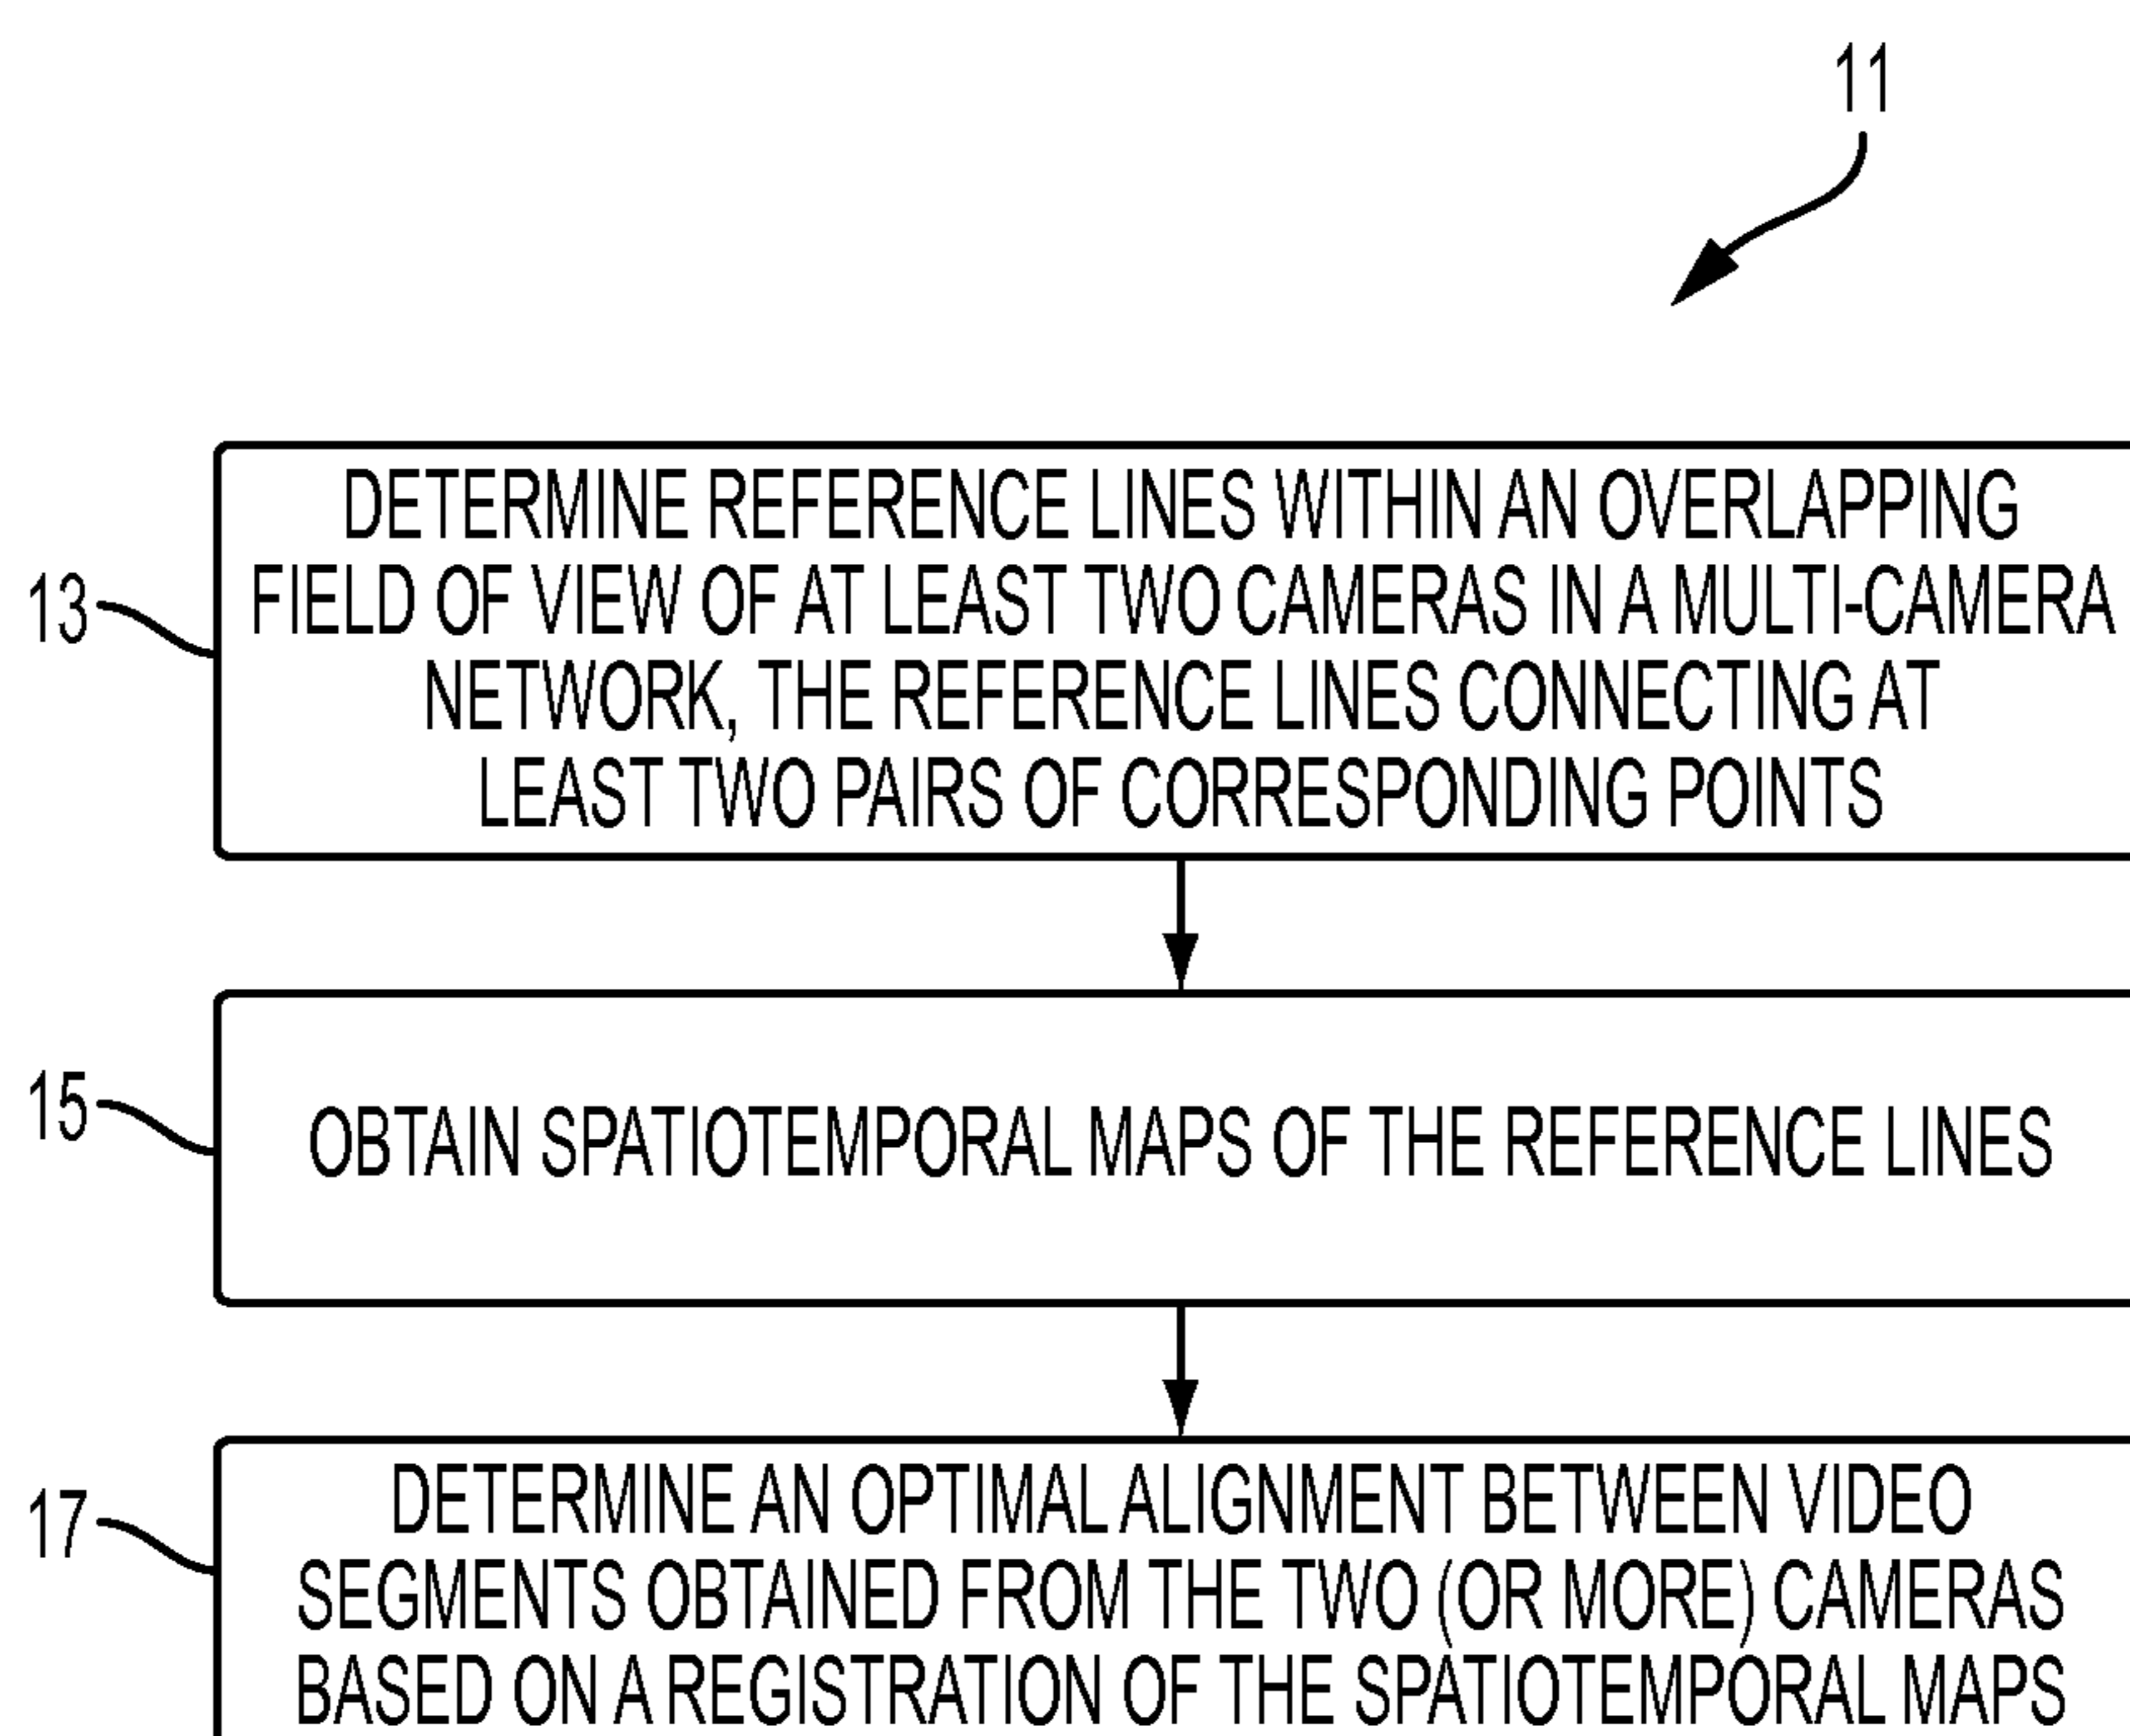 11
13
DETERMINE REFERENCE LINES WITHIN AN OVERLAPPING
FIELD OF VIEW OF AT LEAST TWO CAMERAS IN A MULTI-CAMERA
NETWORK, THE REFERENCE LINES CONNECTING AT
LEAST TWO PAIRS OF CORRESPONDING POINTS
15
OBTAIN SPATIOTEMPORAL MAPS OF THE REFERENCE LINES
17
DETERMINE AN OPTIMAL ALIGNMENT BETWEEN VIDEO
SEGMENTS OBTAINED FROM THE TWO (OR MORE) CAMERAS
BASED ON A REGISTRATION OF THE SPATIOTEMPORAL MAPS